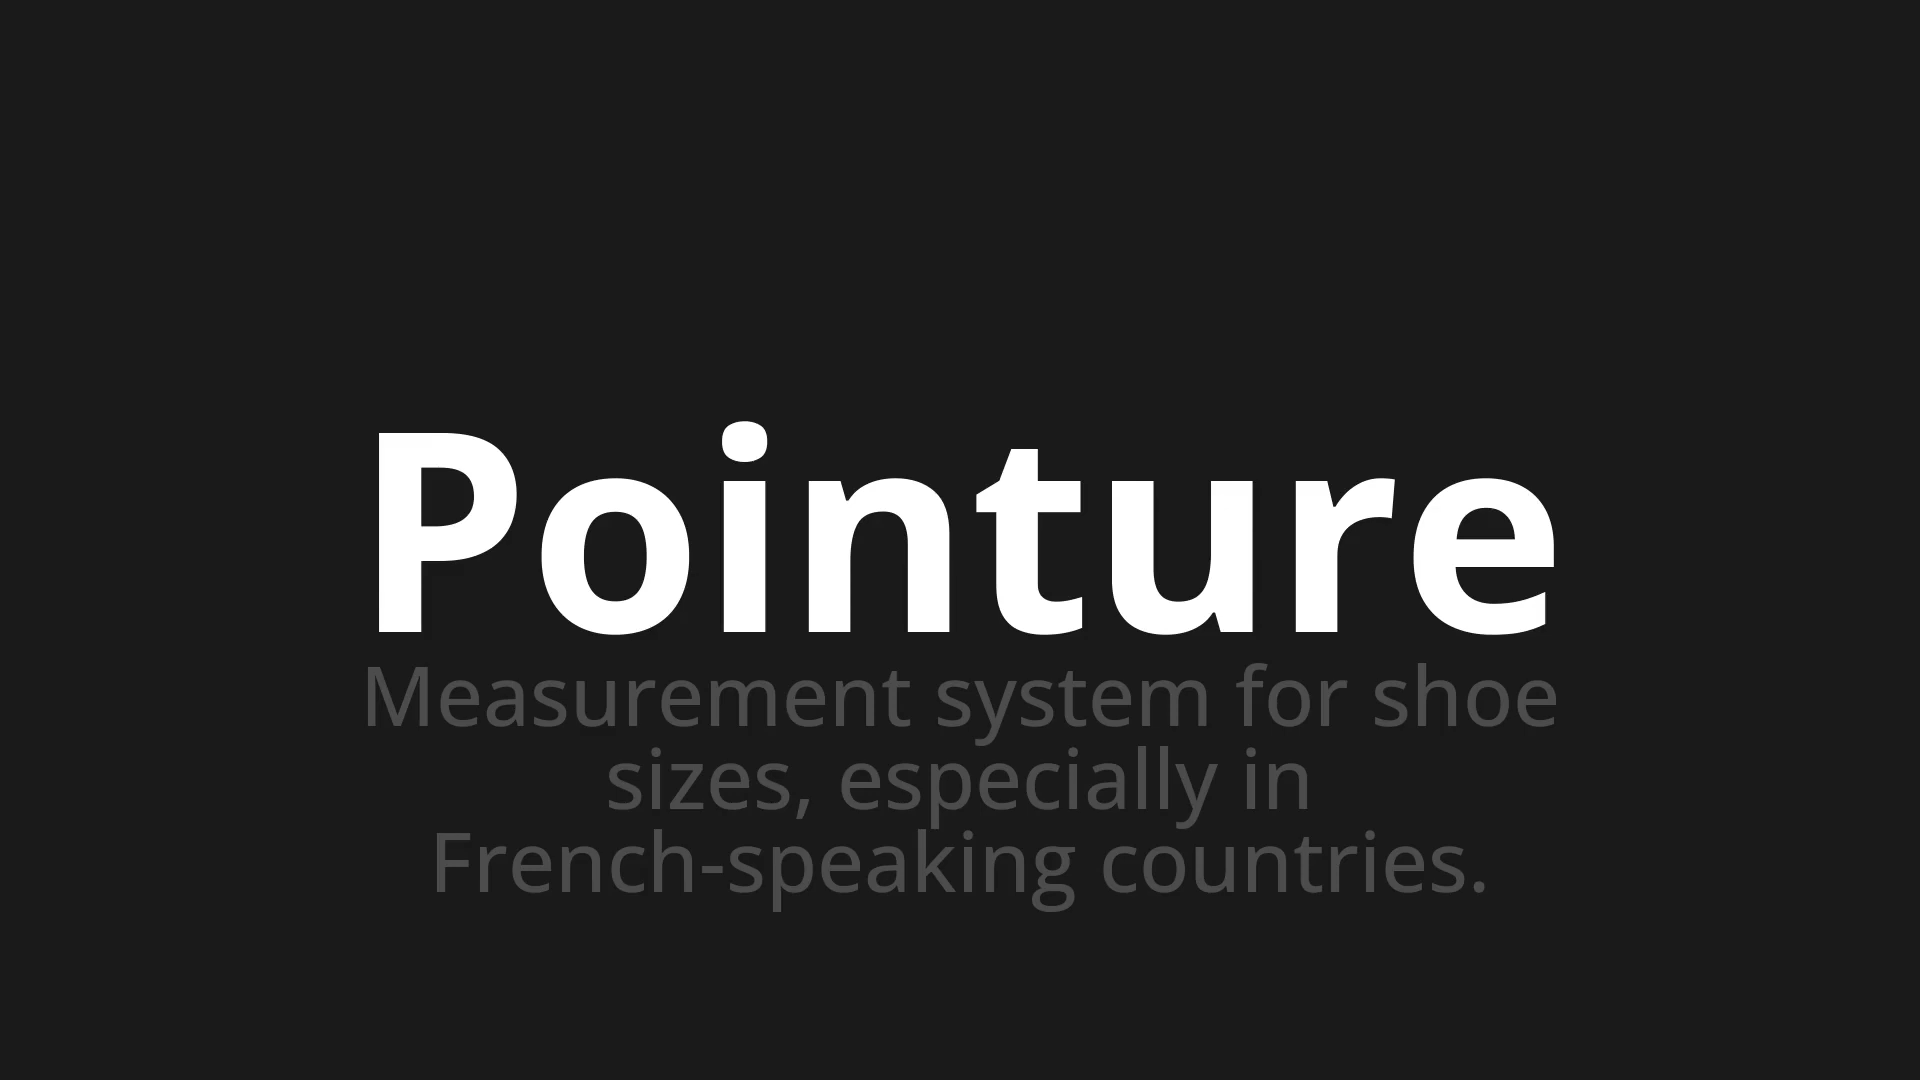 Pointure
Measurement system for shoe
sizes, especially in
French-speaking countries.